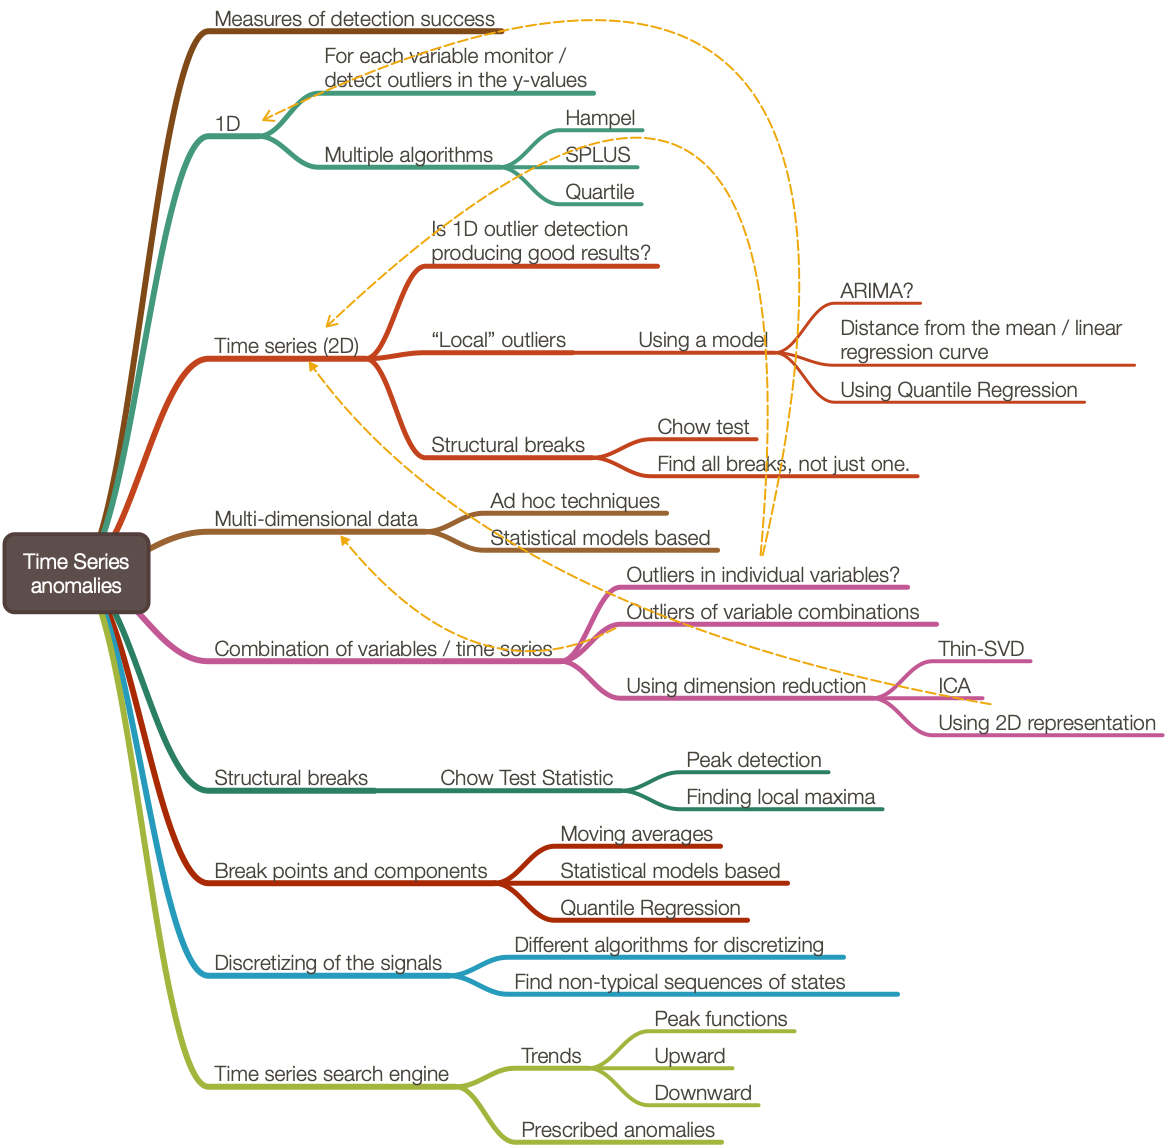 Measures of detection success
For each variable monitor /
detect outliers in the y-values
1D
Hampel
Multiple algorithms
SPLUS
Quartile
Is 1D outlier detection
producing good results?
ARIMA?
Time series (2D)
“Local” outliers
Using a model
Distance from the mean / linear
regression curve
Using Quantile Regression
Structural breaks
Chow test
Find all breaks, not just one.
Multi-dimensional data
Ad hoc techniques
Statistical models based
Time Series
anomalies
Outliers in individual variables?
Outliers of variable combinations
Combination of variables / time series
Thin-SVD
Using dimension reduction
ICA
Using 2D representation
Structural breaks
Chow Test Statistic
Peak detection
Finding local maxima
Moving averages
Break points and components
Statistical models based
Quantile Regression
Different algorithms for discretizing
Discretizing of the signals
Find non-typical sequences of states
Peak functions
Trends
Upward
Time series search engine
Downward
Prescribed anomalies